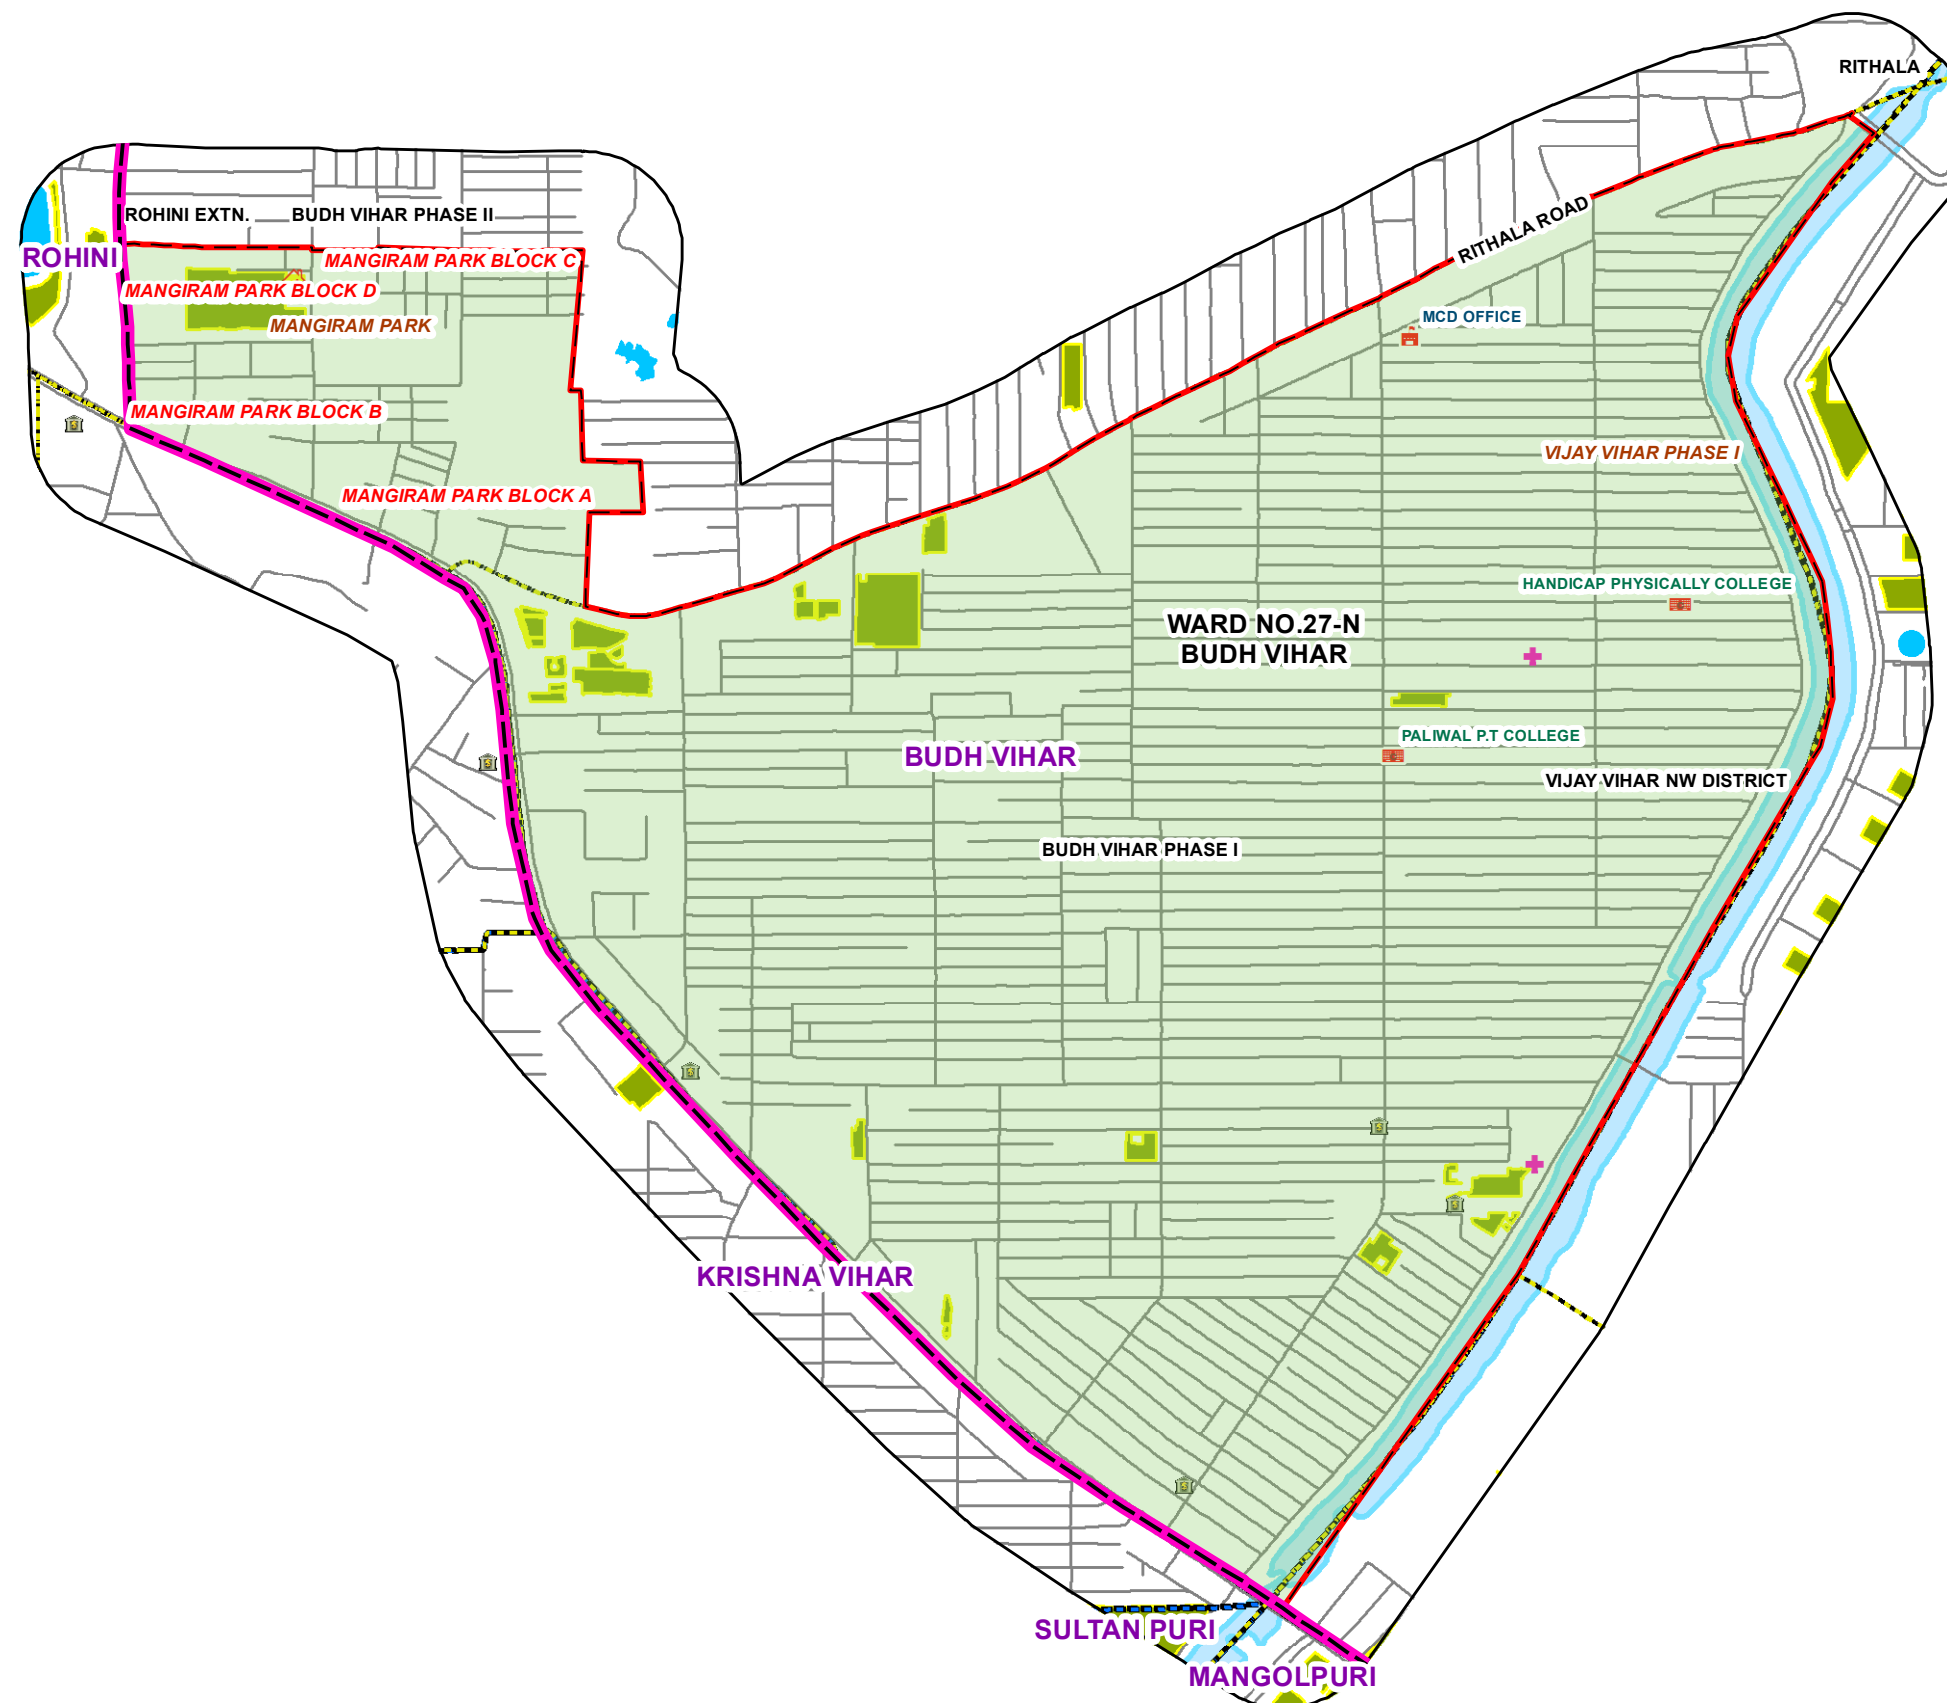 RITHALA
ROHINI EXTN.
BUDH VIHAR PHASE II
RITHALA ROAD
ROHINI
MANGIRAM PARK BLOCK C
MANGIRAM PARK BLOCK D
MCD OFFICE
MANGIRAM PARK
MANGIRAM PARK BLOCK B
VIJAY VIHAR PHASE I
MANGIRAM PARK BLOCK A
HANDICAP PHYSICALLY COLLEGE
WARD NO.27-N
BUDH VIHAR
PALIWAL P.T COLLEGE
BUDH VIHAR
VIJAY VIHAR NW DISTRICT
BUDH VIHAR PHASE I
KRISHNA VIHAR
SULTAN PURI
MANGOLPURI